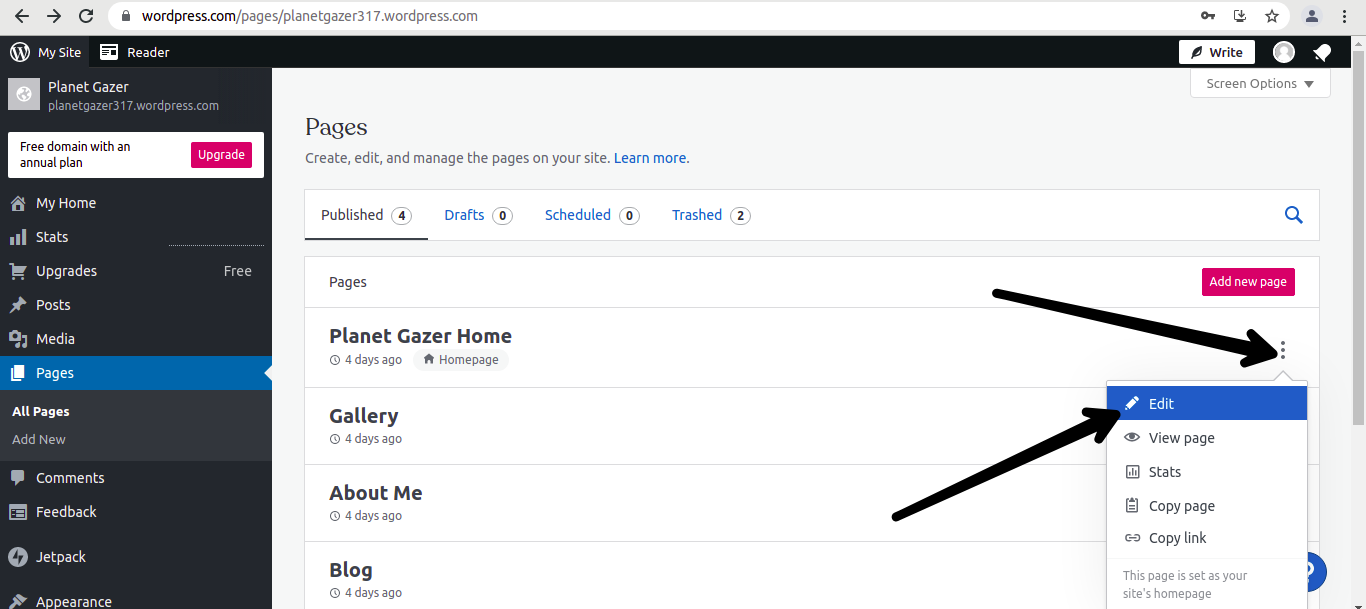 wordpress.com/pages/planetgazer317.wordpress.com
My Site
Reader
Write
Planet Gazer
planetgazer317.wordpress.com
Screen Options
Free domain with an
annual plan
Upgrade
My Home
Stats
Upgrades
Free
Posts
Media
Pages
All Pages
Add New
Comments
Feedback
Jetpack
Appearance
Pages
Create, edit, and manage the pages on your site. Learn more.
Published 4
Drafts 0
Scheduled 0
Trashed 2
Pages
Add new page
Planet Gazer Home
4 days ago
Homepage
Gallery
4 days ago
About Me
4 days ago
Blog
4 days ago
Edit
View page
Stats
Copy page
Copy link
This page is set as your
site's homepage
?